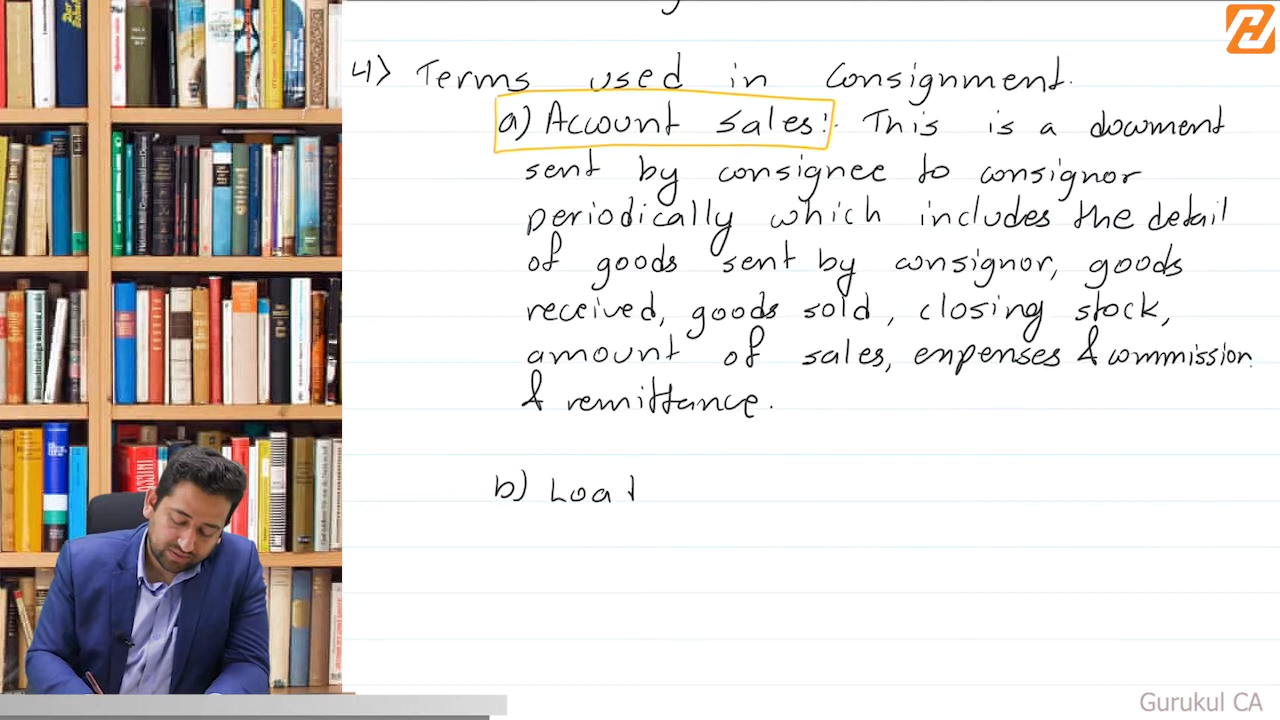 4) Terms used in consignment.
a) Account sales:- This is a document
sent by consignee to consignor
periodically which includes the detail
of goods sent by consignor, goods
received, goods sold, closing stock,
amount of sales, expenses & commission.
& remittance.
b) Loa
Gurukul CA